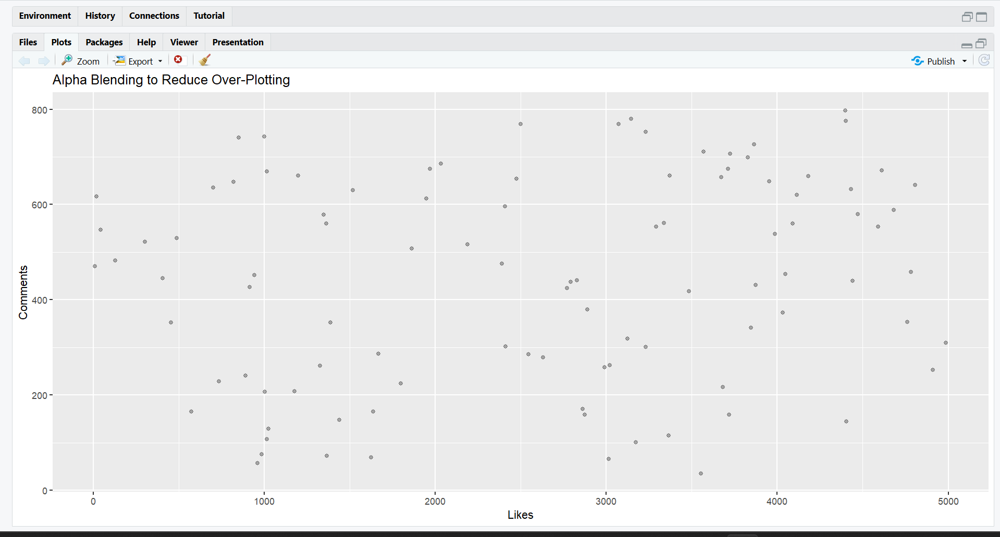 Environment History Connections Tutorial
Files Plots Packages Help Viewer Presentation
Zoom Export Publish
Alpha Blending to Reduce Over-Plotting
800
600
400
200
0
Comments
0 1000 2000 3000 4000 5000
Likes